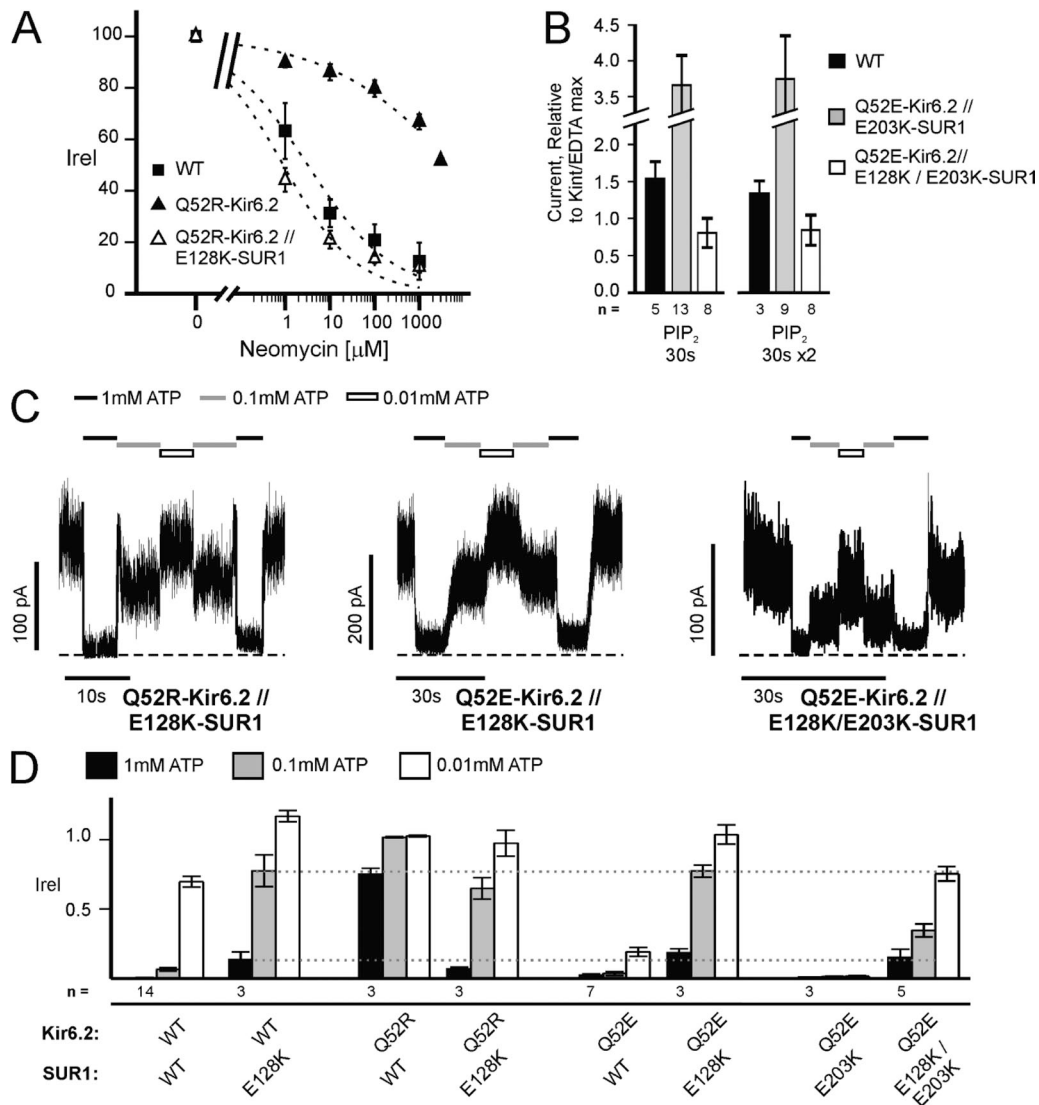 A
100
80
60
40
20
0
Irel
WT
Q52R-Kir6.2
Q52R-Kir6.2 //
E128K-SUR1
0 1 10 100 1000
Neomycin [µM]
B
Current, Relative
to Kint/EDTA max
4.5
4.0
3.5
2.0
1.5
1.0
0.5
0.0
n = 5 13 8 3 9 8
PIP2 PIP2
30s 30s x2
WT
Q52E-Kir6.2 //
E203K-SUR1
Q52E-Kir6.2//
E128K / E203K-SUR1
C
1mM ATP 0.1mM ATP 0.01mM ATP
100 pA
10s
Q52R-Kir6.2 //
E128K-SUR1
200 pA
30s
Q52E-Kir6.2 //
E128K-SUR1
100 pA
30s
Q52E-Kir6.2 //
E128K/E203K-SUR1
D
1mM ATP 0.1mM ATP 0.01mM ATP
1.0
Irel
0.5
n = 14 3 3 3 7 3 3 5
Kir6.2: WT WT Q52R Q52R Q52E Q52E Q52E Q52E
SUR1: WT E128K WT E128K WT E128K E203K E128K /
E203K